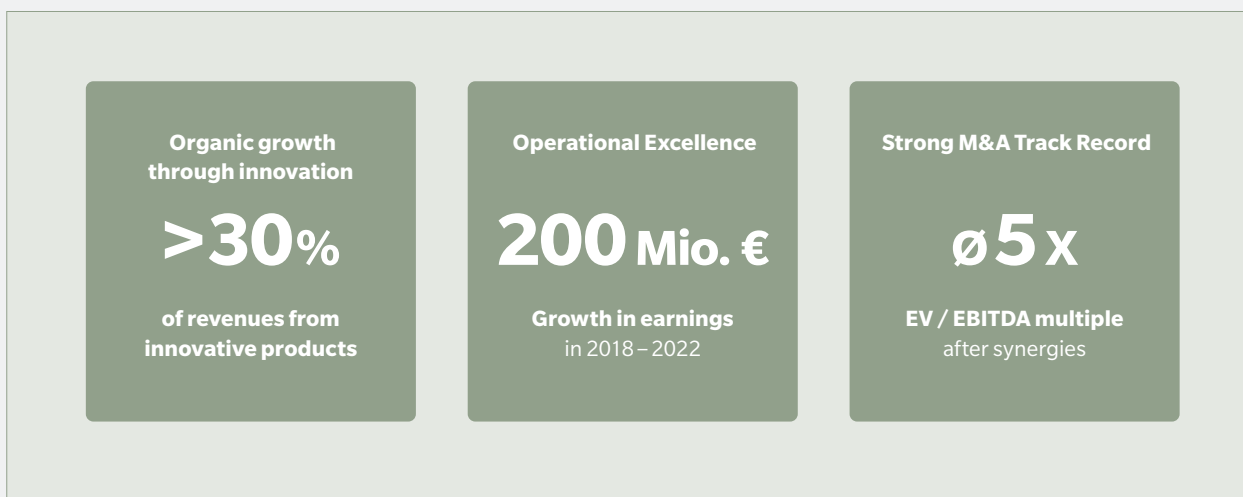 Organic growth
through innovation
>30%
of revenues from
innovative products
Operational Excellence
200 Mio. €
Growth in earnings
in 2018–2022
Strong M&A Track Record
ø 5 x
EV / EBITDA multiple
after synergies